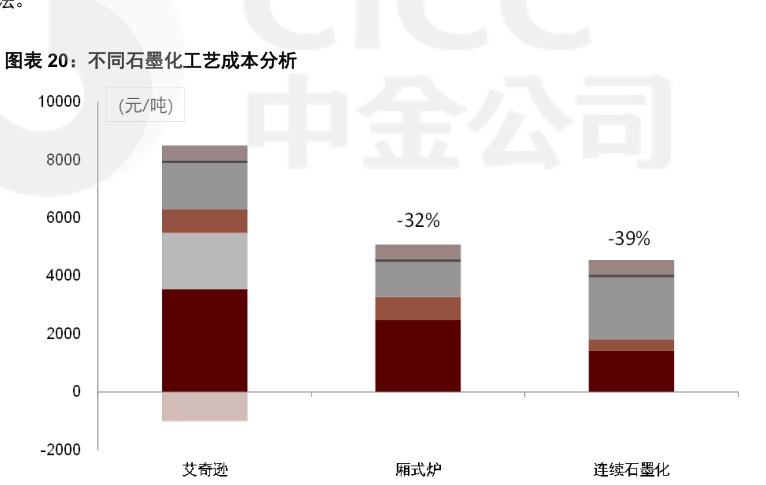 法。
CICC
中金公司
图表 20：不同石墨化工艺成本分析
10000
(元/吨)
8000
6000
-32%
-39%
4000
2000
0
-2000
艾奇逊
厢式炉
连续石墨化